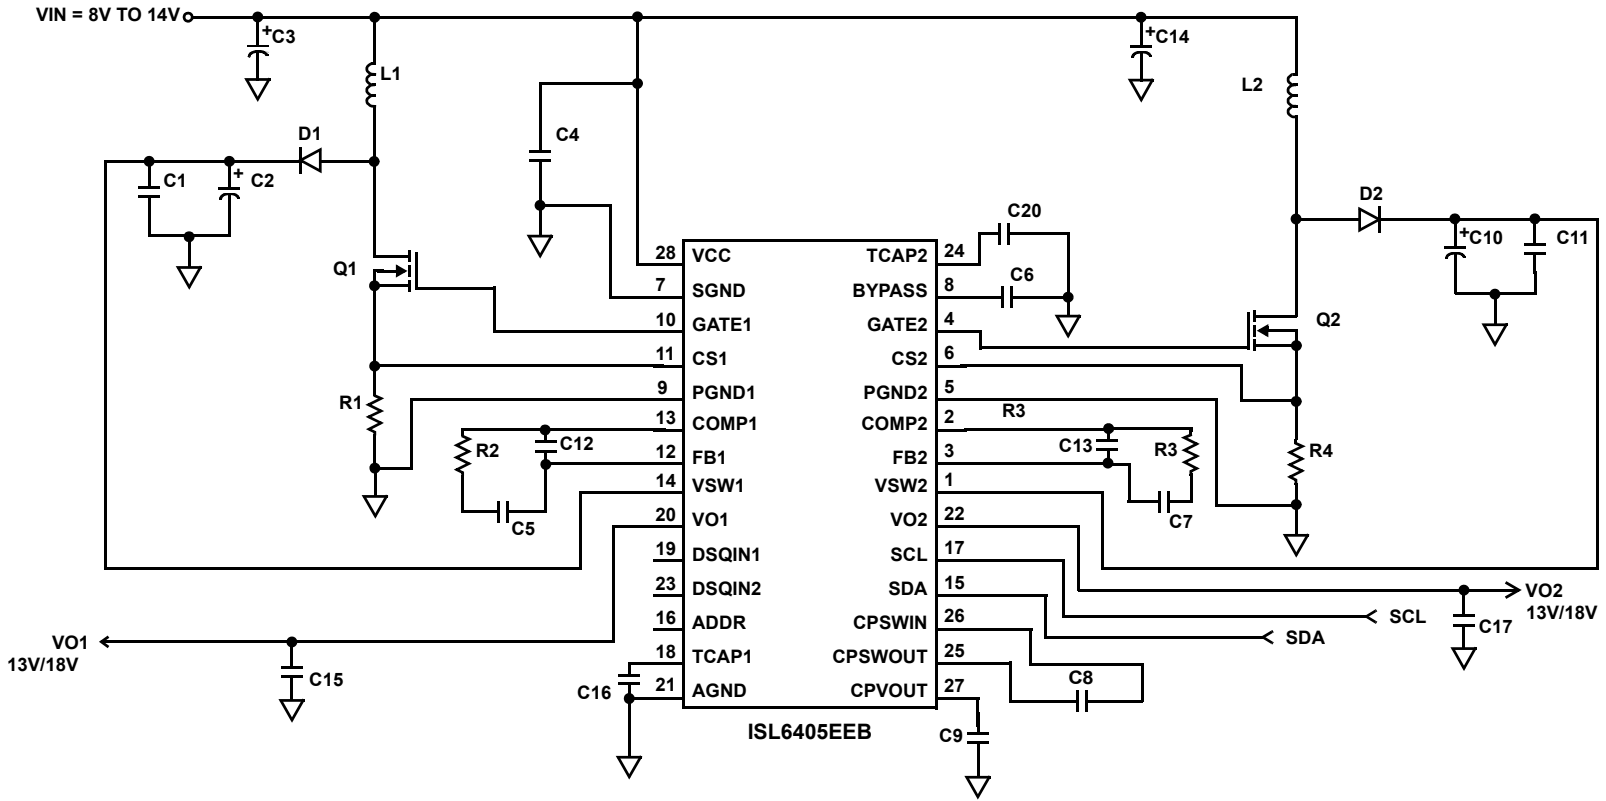 VIN = 8V TO 14V
+ C3
+ C14
L1
L2
D1
C4
C1
+ C2
D2
C20
+ C10
C11
Q1
C6
Q2
28 VCC
7 SGND
10 GATE1
11 CS1
9 PGND1
13 COMP1
12 FB1
14 VSW1
20 VO1
19 DSQIN1
23 DSQIN2
16 ADDR
18 TCAP1
21 AGND
TCAP2 24
BYPASS 8
GATE2 4
CS2 6
PGND2 5
COMP2 2
FB2 3
VSW2 1
VO2 22
SCL 17
SDA 15
CPSWIN 26
CPSWOUT 25
CPVOUT 27
R1
R3
R2
C12
C5
C13
R3
C7
R4
VO2
13V/18V
SCL
C17
SDA
VO1
13V/18V
C15
C16
C8
C9
ISL6405EEB